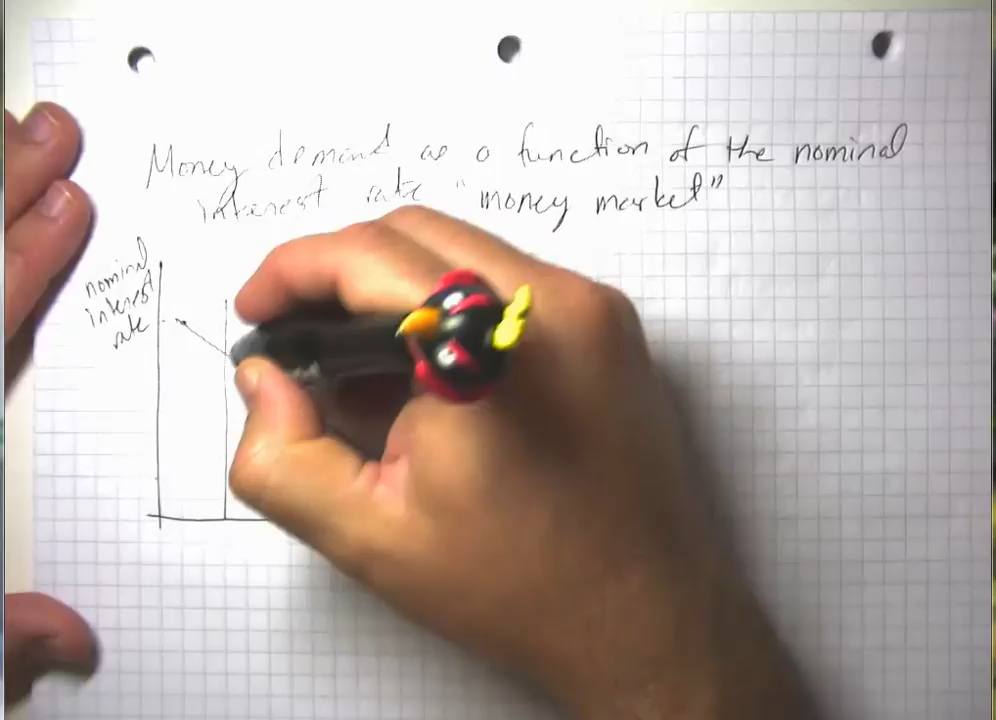 Money demand as a function of the nominal
interest rate "money market"
nominal
interest
rate